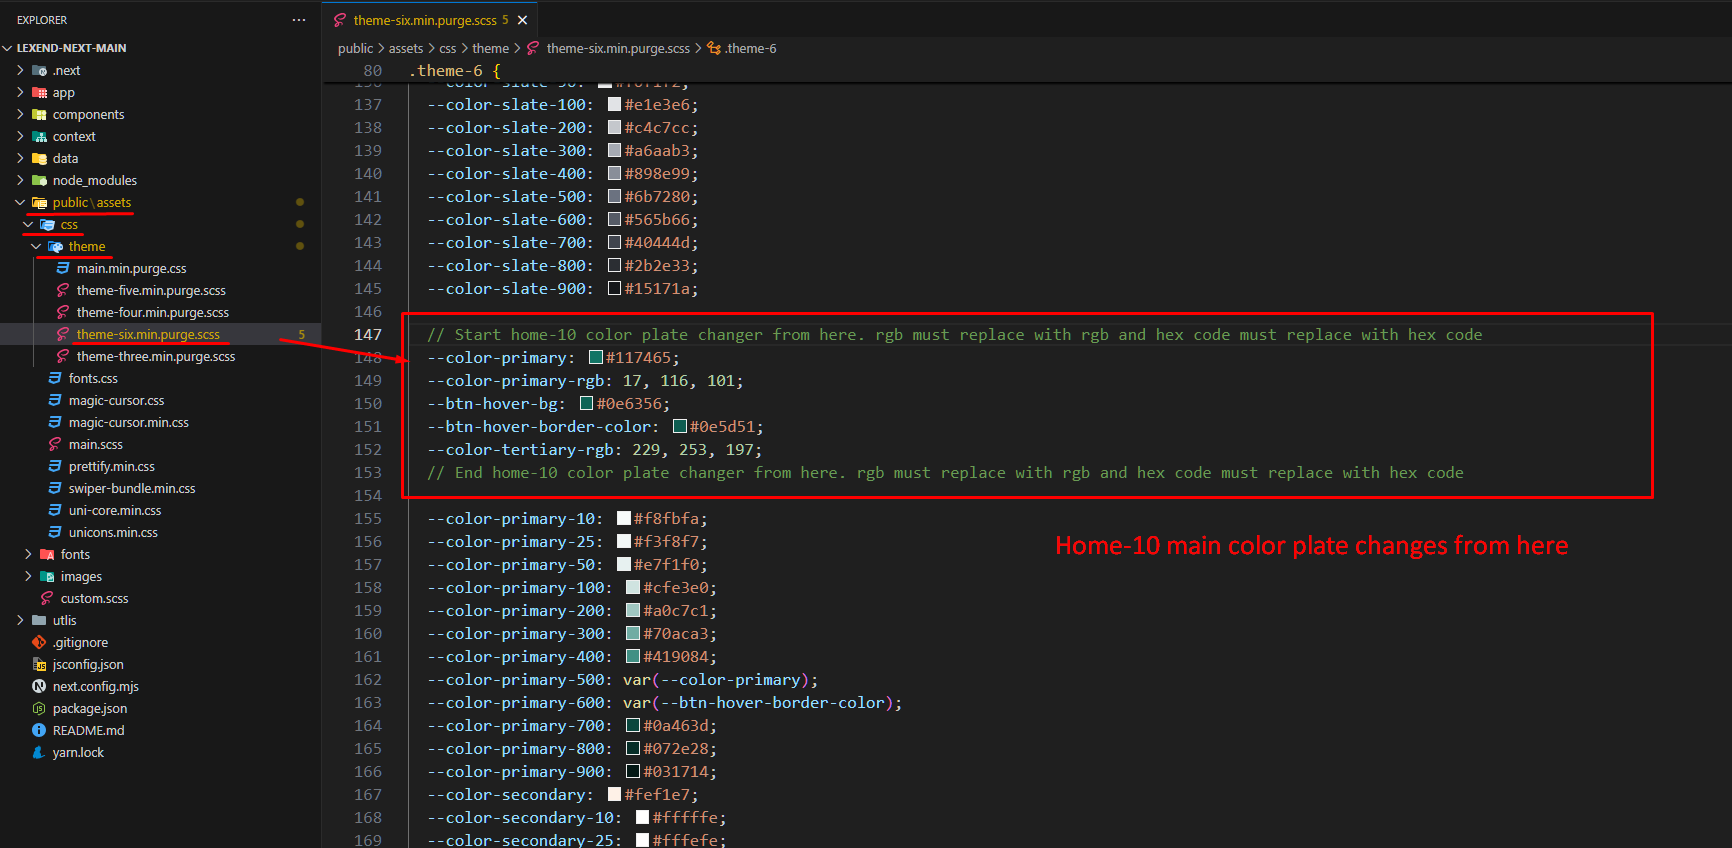 EXPLORER
···
LEXEND-NEXT-MAIN
.next
app
components
context
data
node_modules
public\assets
css
theme
main.min.purge.css
theme-five.min.purge.scss
theme-four.min.purge.scss
theme-six.min.purge.scss 5
theme-three.min.purge.scss
fonts.css
magic-cursor.css
magic-cursor.min.css
main.scss
prettify.min.css
swiper-bundle.min.css
uni-core.min.css
unicons.min.css
fonts
images
custom.scss
utlis
.gitignore
jsconfig.json
next.config.mjs
package.json
README.md
yarn.lock
theme-six.min.purge.scss 5
public > assets > css > theme > theme-six.min.purge.scss > .theme-6
80 .theme-6 {
137 --color-slate-100: #e1e3e6;
138 --color-slate-200: #c4c7cc;
139 --color-slate-300: #a6aab3;
140 --color-slate-400: #898e99;
141 --color-slate-500: #6b7280;
142 --color-slate-600: #565b66;
143 --color-slate-700: #40444d;
144 --color-slate-800: #2b2e33;
145 --color-slate-900: #15171a;
146
147 // Start home-10 color plate changer from here. rgb must replace with rgb and hex code must replace with hex code
148 --color-primary: #117465;
149 --color-primary-rgb: 17, 116, 101;
150 --btn-hover-bg: #0e6356;
151 --btn-hover-border-color: #0e5d51;
152 --color-tertiary-rgb: 229, 253, 197;
153 // End home-10 color plate changer from here. rgb must replace with rgb and hex code must replace with hex code
154
155 --color-primary-10: #f8fbfa;
156 --color-primary-25: #f3f8f7;
157 --color-primary-50: #e7f1f0;
158 --color-primary-100: #cfe3e0;
159 --color-primary-200: #a0c7c1;
160 --color-primary-300: #70aca3;
161 --color-primary-400: #419084;
162 --color-primary-500: var(--color-primary);
163 --color-primary-600: var(--btn-hover-border-color);
164 --color-primary-700: #0a463d;
165 --color-primary-800: #072e28;
166 --color-primary-900: #031714;
167 --color-secondary: #fef1e7;
168 --color-secondary-10: #fffffe;
169 --color-secondary-25: #fffefe;
Home-10 main color plate changes from here